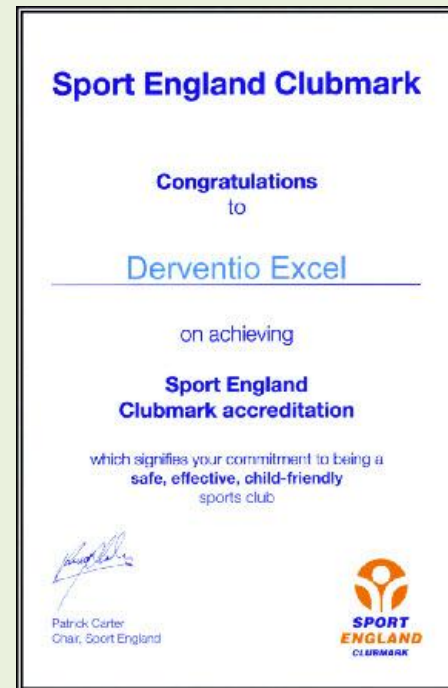 Sport England Clubmark
Congratulations
to
Derventio Excel
on achieving
Sport England
Clubmark accreditation
which signifies your commitment to being a
safe, effective, child-friendly
sports club
Patrick Carter
Chair, Sport England
SPORT
ENGLAND
CLUBMARK